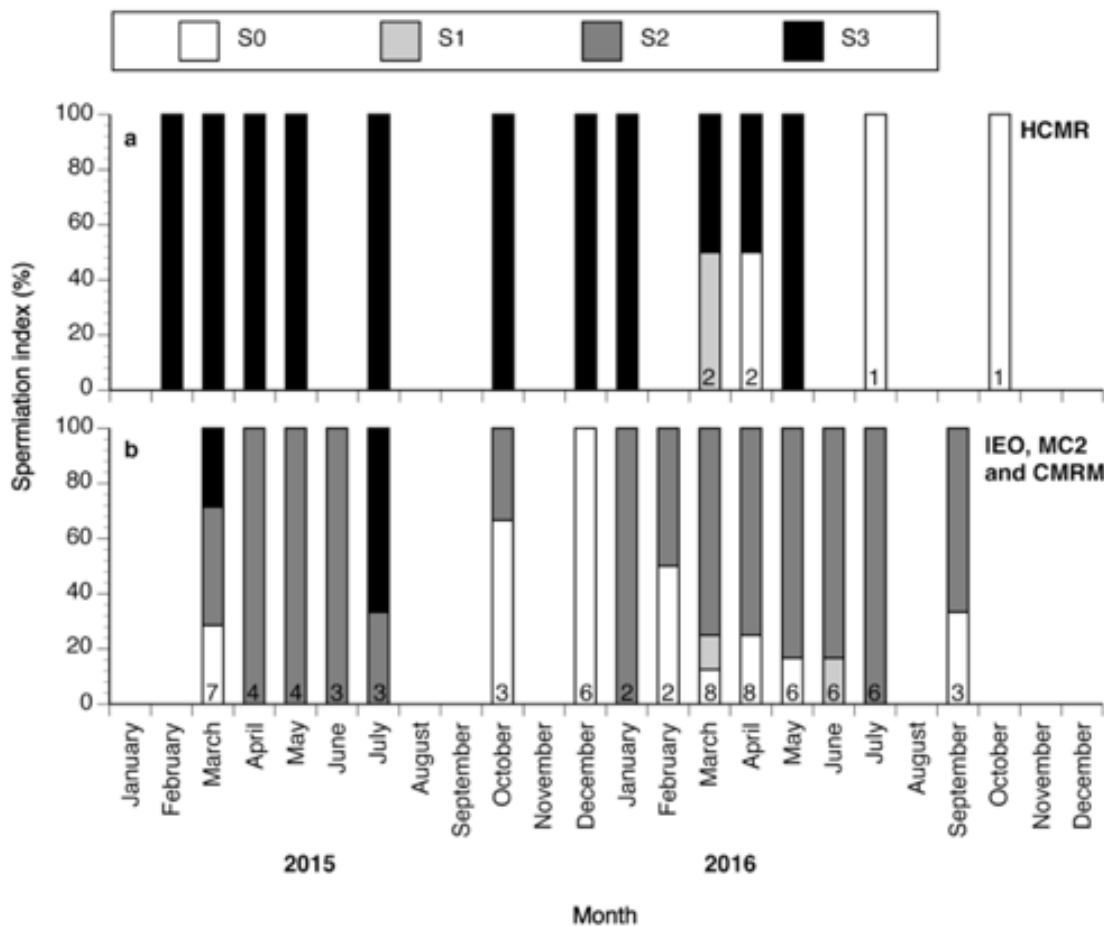 S0 S1 S2 S3
100 a HCMR
80
60
40
20
0 2 2 1 1
100 b IEO, MC2
and CMRM
80
60
40
20
0 7 4 4 3 3 3 6 2 2 8 8 6 6 6 3
Spermiation index (%)
January February March April May June July August September October November December January February March April May June July August September October November December
2015 2016
Month